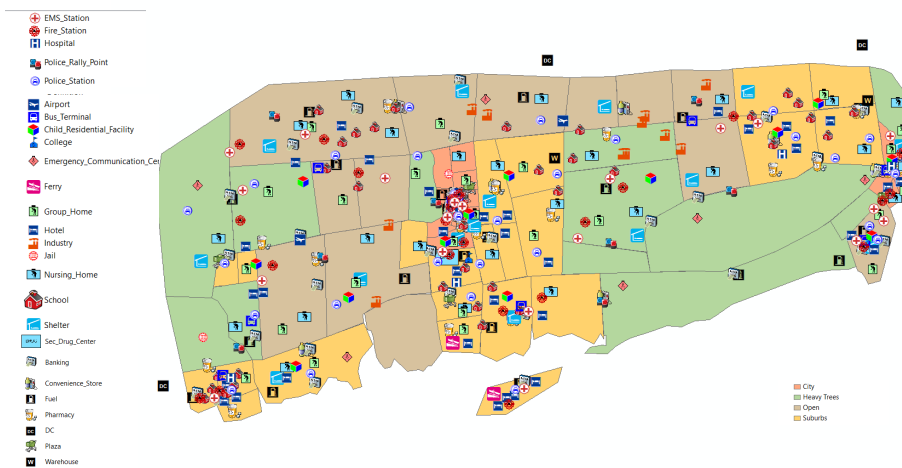 EMS_Station
Fire_Station
Hospital
Police_Rally_Point
Police_Station
Airport
Bus_Terminal
Child_Residential_Facility
College
Emergency_Communication_Cen
Ferry
Group_Home
Hotel
Industry
Jail
Nursing_Home
School
Shelter
Sec_Drug_Center
Banking
Convenience_Store
Fuel
Pharmacy
DC DC
Plaza
W Warehouse
DC
DC
W
W
DC
City
Heavy Trees
Open
Suburbs